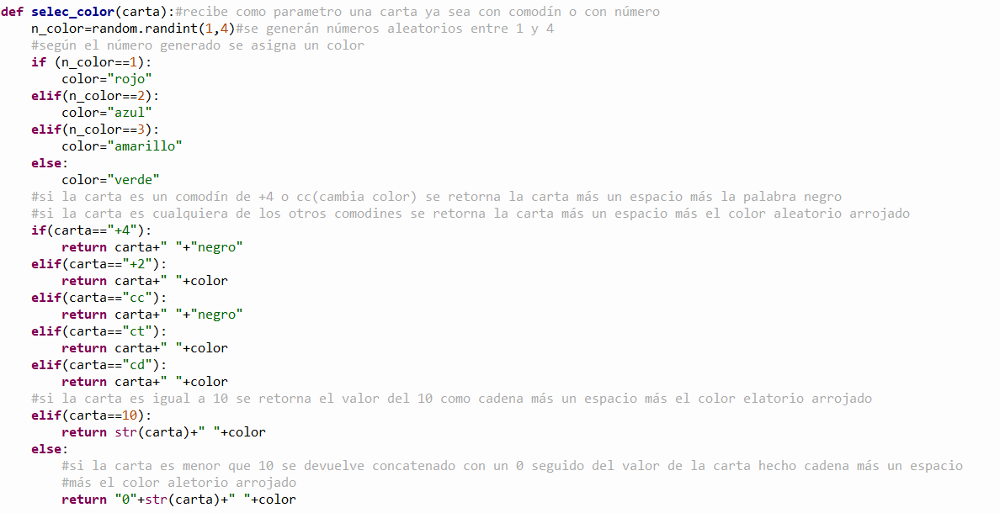 def selec_color(carta):#recibe como parametro una carta ya sea con comodín o con número
    n_color=random.randint(1,4)#se generán números aleatorios entre 1 y 4
    #según el número generado se asigna un color
    if (n_color==1):
        color="rojo"
    elif(n_color==2):
        color="azul"
    elif(n_color==3):
        color="amarillo"
    else:
        color="verde"
    #si la carta es un comodín de +4 o cc(cambia color) se retorna la carta más un espacio más la palabra negro
    #si la carta es cualquiera de los otros comodines se retorna la carta más un espacio más el color aleatorio arrojado
    if(carta=="+4"):
        return carta+" "+"negro"
    elif(carta=="+2"):
        return carta+" "+color
    elif(carta=="cc"):
        return carta+" "+"negro"
    elif(carta=="ct"):
        return carta+" "+color
    elif(carta=="cd"):
        return carta+" "+color
    #si la carta es igual a 10 se retorna el valor del 10 como cadena más un espacio más el color elatorio arrojado
    elif(carta==10):
        return str(carta)+" "+color
    else:
        #si la carta es menor que 10 se devuelve concatenado con un 0 seguido del valor de la carta hecho cadena más un espacio
        #más el color aletorio arrojado
        return "0"+str(carta)+" "+color